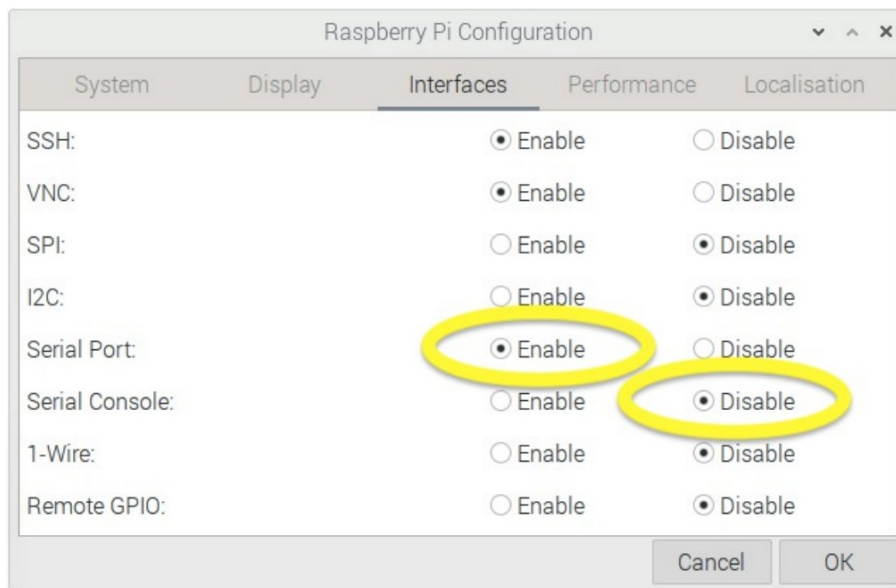 Raspberry Pi Configuration
System Display Interfaces Performance Localisation
SSH: Enable Disable
VNC: Enable Disable
SPI: Enable Disable
I2C: Enable Disable
Serial Port: Enable Disable
Serial Console: Enable Disable
1-Wire: Enable Disable
Remote GPIO: Enable Disable
Cancel OK